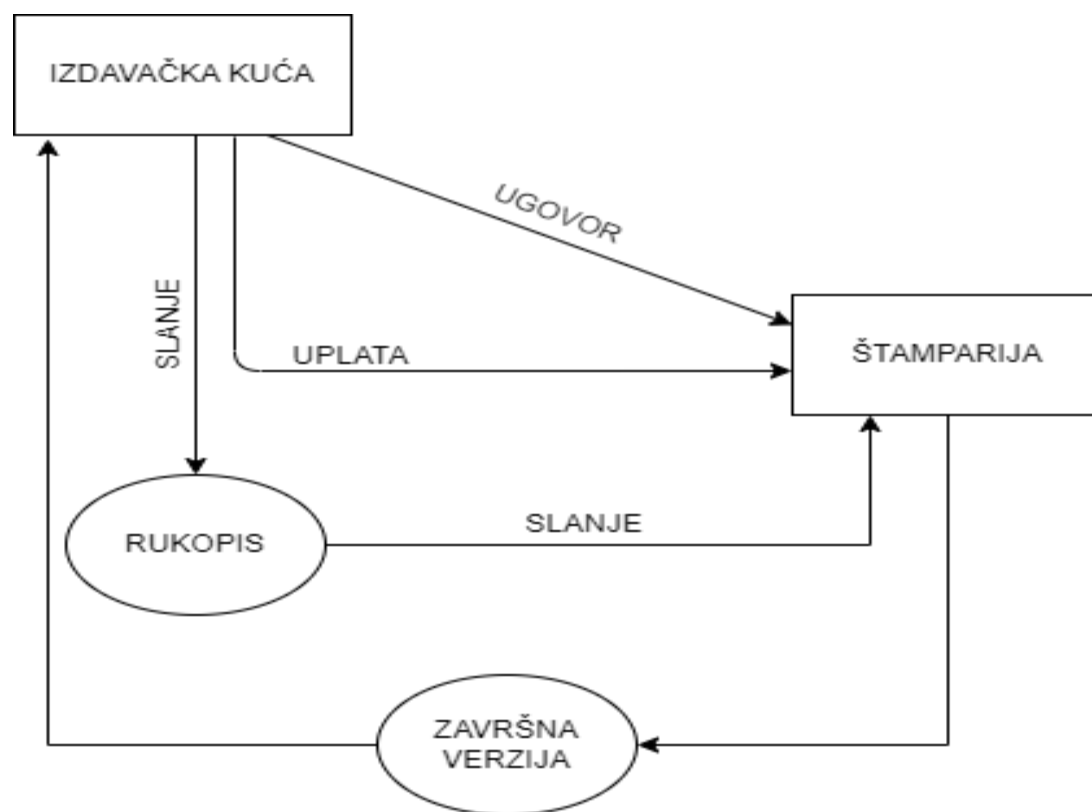 IZDAVAČKA KUĆA
UGOVOR
SLANJE
UPLATA
ŠTAMPARIJA
RUKOPIS
SLANJE
ZAVRŠNA
VERZIJA